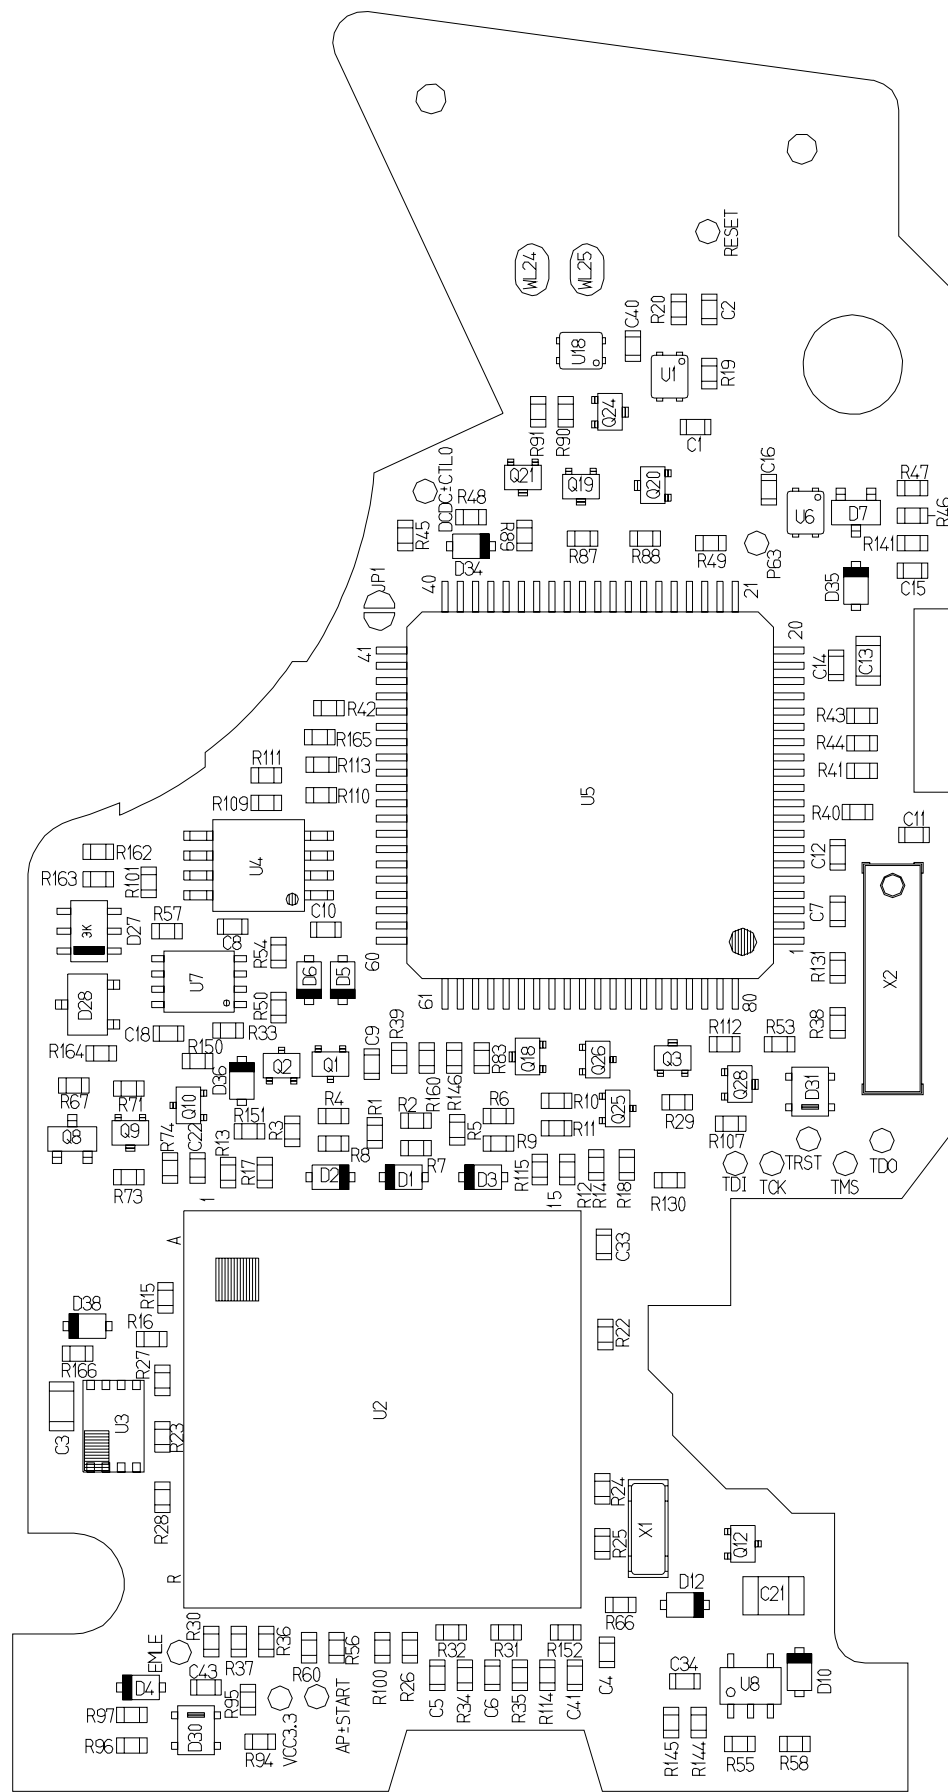 RESET
WL24
WL25
C40
R20
C2
U18
U1
R19
Q24
R91
R90
C1
Q21
Q19
Q20
C16
R47
DCDC±CTL0
R48
U6
D7
R46
R45
R89
R87
R88
R49
P63
R141
D34
C15
D35
JP1
40
21
41
20
C14
C13
R42
R43
R165
R44
R111
R113
R41
R109
R110
U5
R40
C11
R162
C12
R163
R101
U4
C10
C7
R57
ЭК
D27
C8
R54
60
1
R131
U7
D6
D5
X2
D28
R50
61
80
C18
R33
R38
R164
R150
D36
Q2
Q1
C9
R39
R83
Q18
Q26
Q3
R112
R53
R67
R71
Q10
R160
R146
Q28
D31
R151
R4
R2
R6
R10
Q25
R29
Q8
Q9
R3
R1
R5
R11
R107
R74
C22
R13
R17
R8
R7
R9
R73
D2
D1
D3
R115
R12
R14
R18
R130
TDI
TCK
TRST
TMS
TDO
1
15
A
C33
R15
D38
R16
R22
R166
R27
C3
U3
R23
U2
R24
R28
X1
R25
Q12
R
D12
C21
R66
R30
EMLE
R37
R36
R60
R56
R100
R26
R32
R31
R152
C4
D4
C43
R95
C5
R34
C6
R35
R114
C41
C34
U8
D10
R97
VCC3.3
AP±START
D30
R96
R94
R145
R144
R55
R58